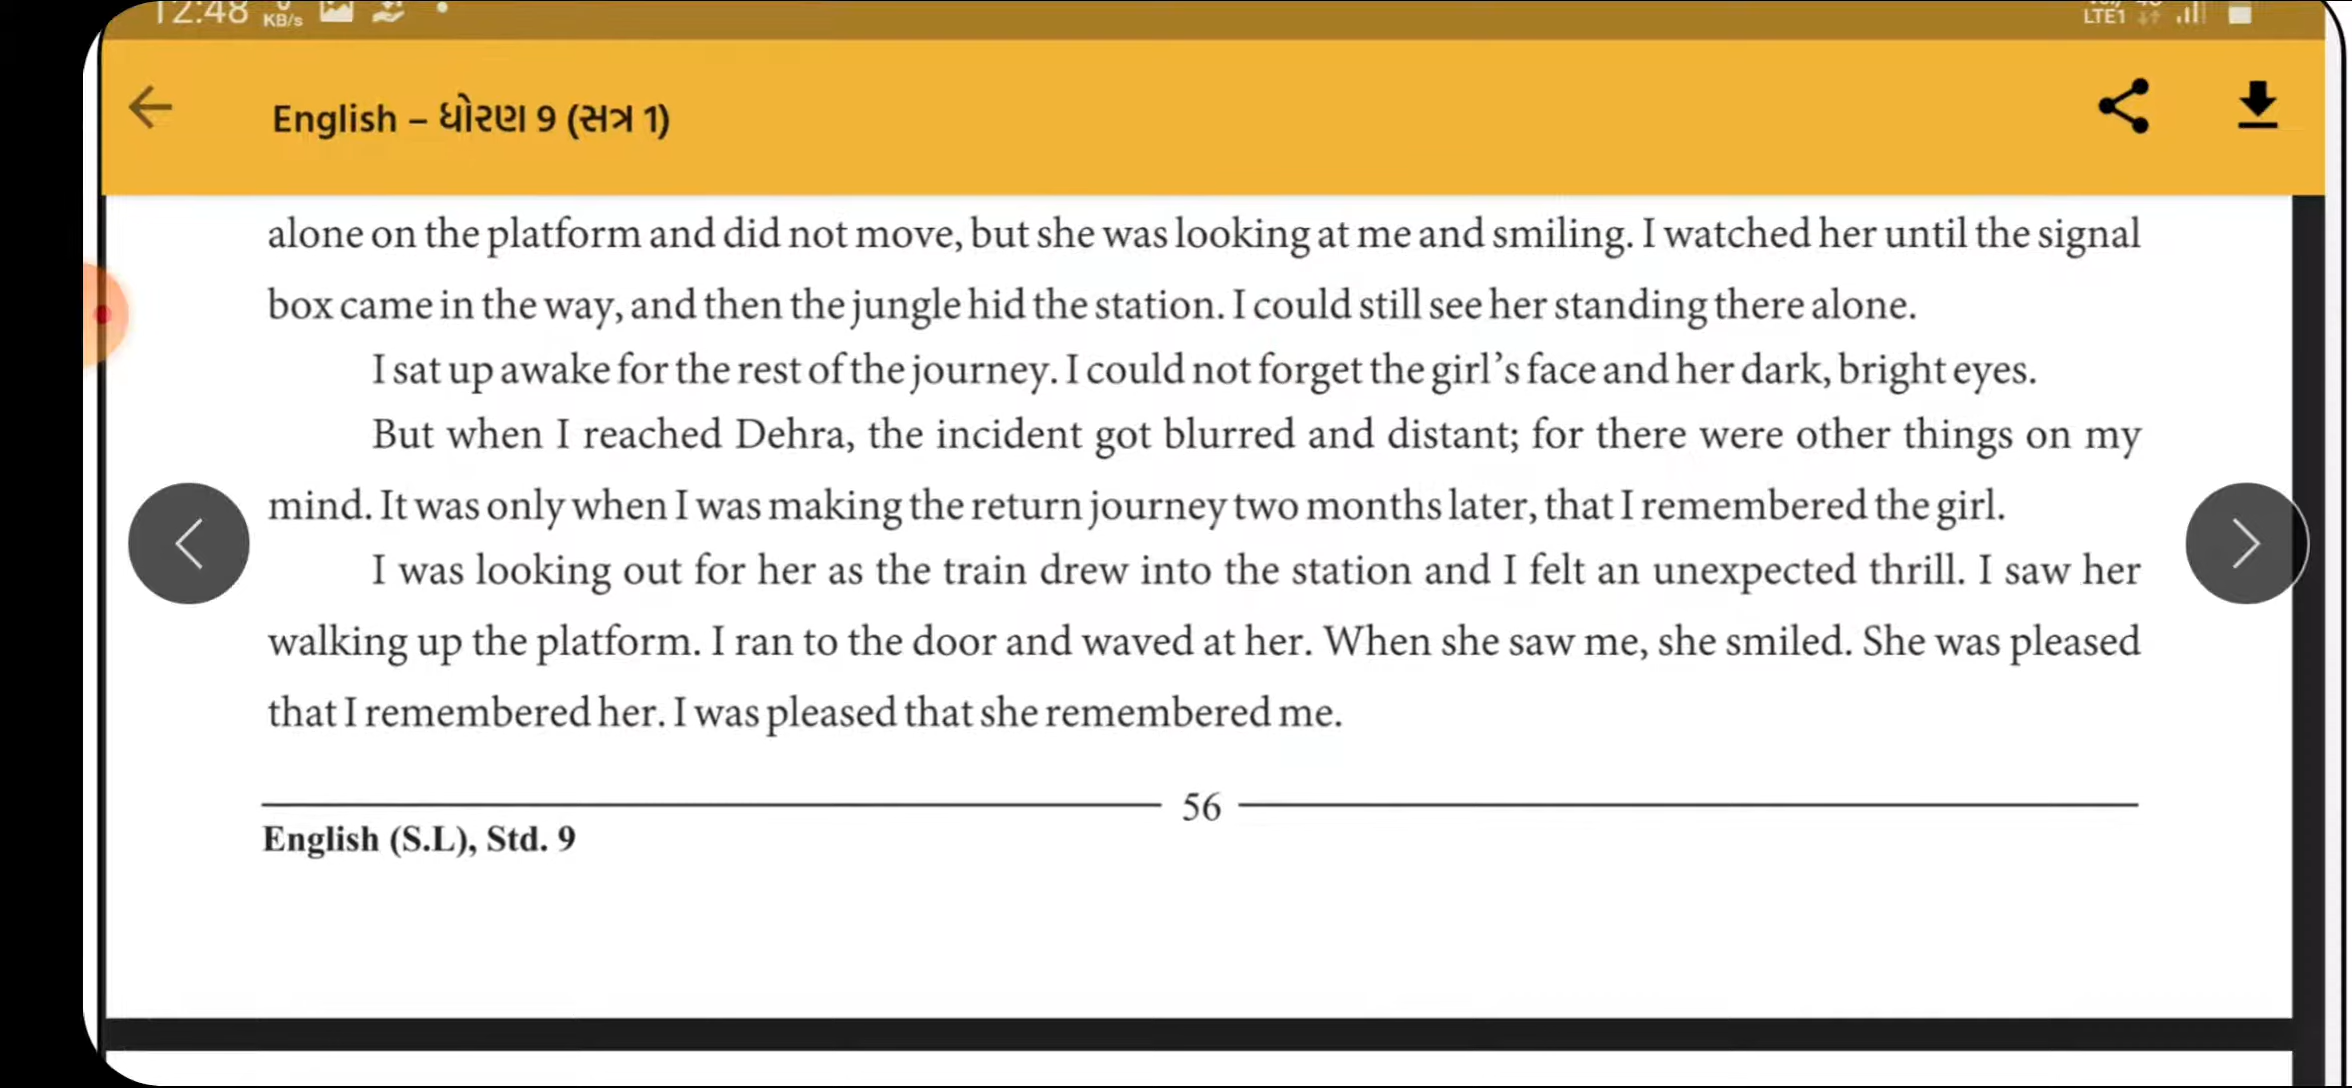 12:48 0 KB/s LTE1
English – ધોરણ 9 (સત્ર 1)
alone on the platform and did not move, but she was looking at me and smiling. I watched her until the signal
box came in the way, and then the jungle hid the station. I could still see her standing there alone.
I sat up awake for the rest of the journey. I could not forget the girl’s face and her dark, bright eyes.
But when I reached Dehra, the incident got blurred and distant; for there were other things on my
mind. It was only when I was making the return journey two months later, that I remembered the girl.
I was looking out for her as the train drew into the station and I felt an unexpected thrill. I saw her
walking up the platform. I ran to the door and waved at her. When she saw me, she smiled. She was pleased
that I remembered her. I was pleased that she remembered me.
56
English (S.L), Std. 9